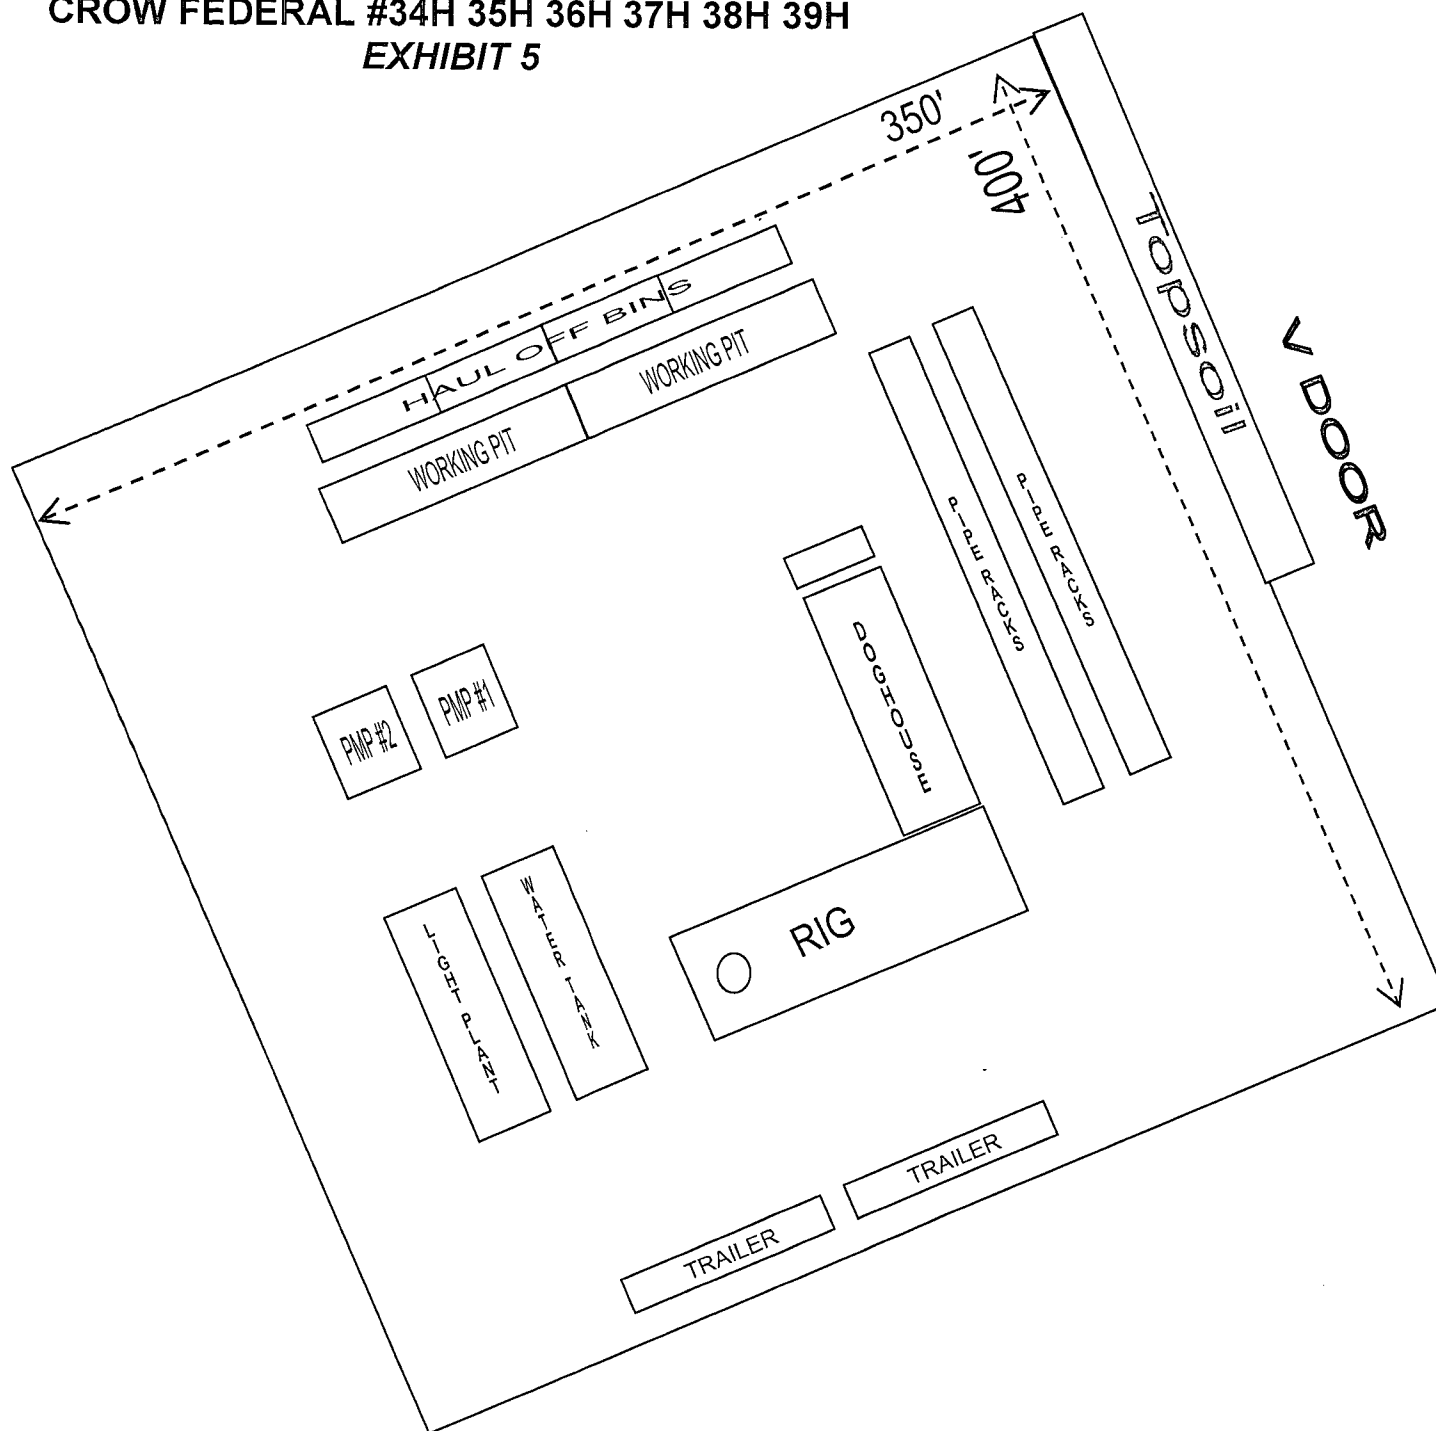 CROW FEDERAL #34H 35H 36H 37H 38H 39H
EXHIBIT 5
350'
400'
Topsoil
V DOOR
HAUL OFF BINS
WORKING PIT
WORKING PIT
PIPE RACKS
PIPE RACKS
DOGHOUSE
PMP #2
PMP #1
RIG
WATER TANK
LIGHT PLANT
TRAILER
TRAILER